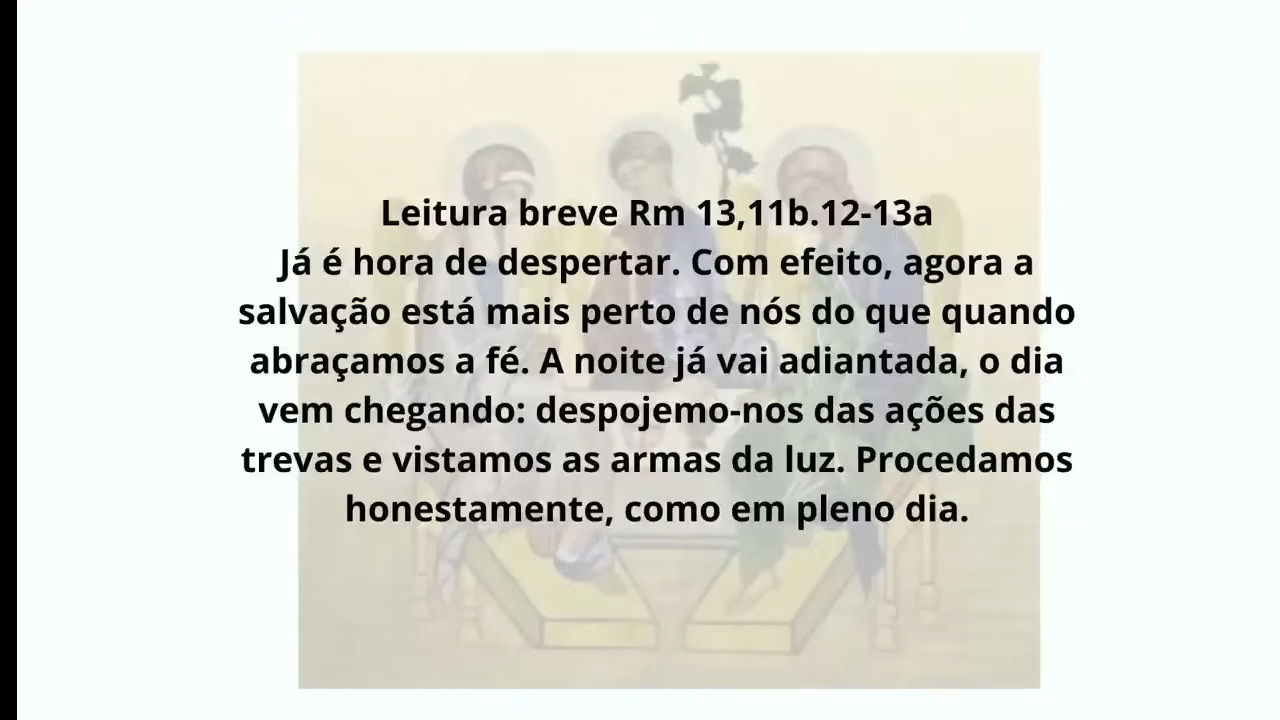 Leitura breve Rm 13,11b.12-13a
Já é hora de despertar. Com efeito, agora a
salvação está mais perto de nós do que quando
abraçamos a fé. A noite já vai adiantada, o dia
vem chegando: despojemo-nos das ações das
trevas e vistamos as armas da luz. Procedamos
honestamente, como em pleno dia.